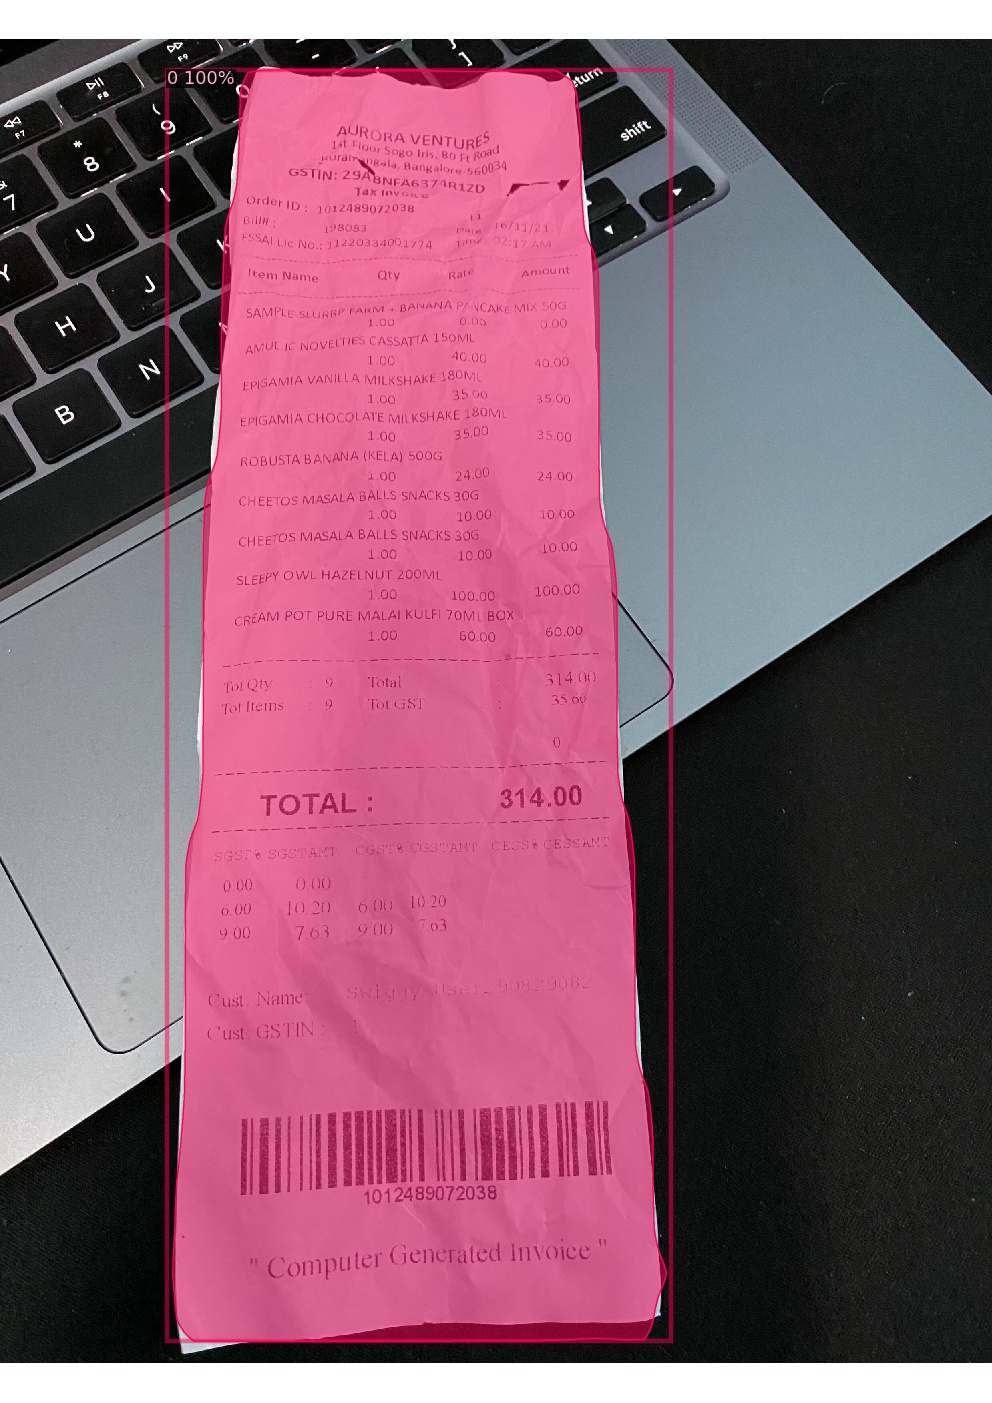 0 100%
F9
F8
F7
return
shift
*
8
(
9
7
U
I
Y
H
J
B
N
AURORA VENTURES
1st Floor Sogo Iris, 80 Ft Road
Bangalore-560034
GSTIN: 29ABNFA6374R1ZD
Tax Invoice
Order ID : 1012489072038
L1
Bill# : 198083 Date 16/11/21
FSSAI Lic No.: 11220334001774 Time 02:17 AM
Item Name Qty Rate Amount
SAMPLE SLURRP FARM + BANANA PANCAKE MIX 50G
1.00 0.00 0.00
AMUL IC NOVELTIES CASSATTA 150ML
1.00 40.00 40.00
EPIGAMIA VANILLA MILKSHAKE 180ML
1.00 35.00 35.00
EPIGAMIA CHOCOLATE MILKSHAKE 180ML
1.00 35.00 35.00
ROBUSTA BANANA (KELA) 500G
1.00 24.00 24.00
CHEETOS MASALA BALLS SNACKS 30G
1.00 10.00 10.00
CHEETOS MASALA BALLS SNACKS 30G
1.00 10.00 10.00
SLEEPY OWL HAZELNUT 200ML
1.00 100.00 100.00
CREAM POT PURE MALAI KULFI 70ML BOX
1.00 60.00 60.00
Tot Qty : 9 Total 314.00
Tot Items : 9 Tot GST : 35.66
0
TOTAL : 314.00
SGST% SGSTAMT CGST% CGSTAMT CESS% CESSAMT
0.00 0.00
6.00 10.20 6.00 10.20
9.00 7.63 9.00 7.63
Cust. Name: Swiggy User290829082
Cust. GSTIN :
1012489072038
" Computer Generated Invoice "